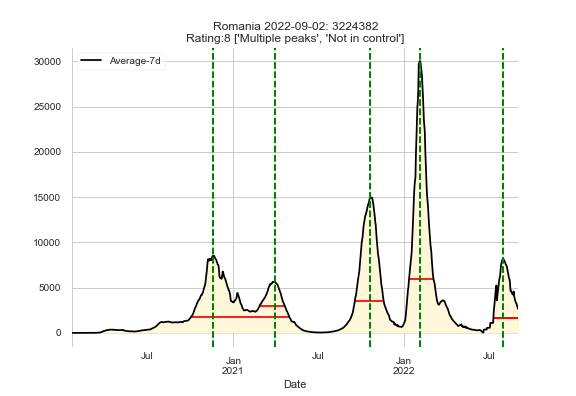 Romania 2022-09-02: 3224382
Rating:8 ['Multiple peaks', 'Not in control']
Average-7d
30000
25000
20000
15000
10000
5000
0
Jul
Jan
2021
Jul
Jan
2022
Jul
Date